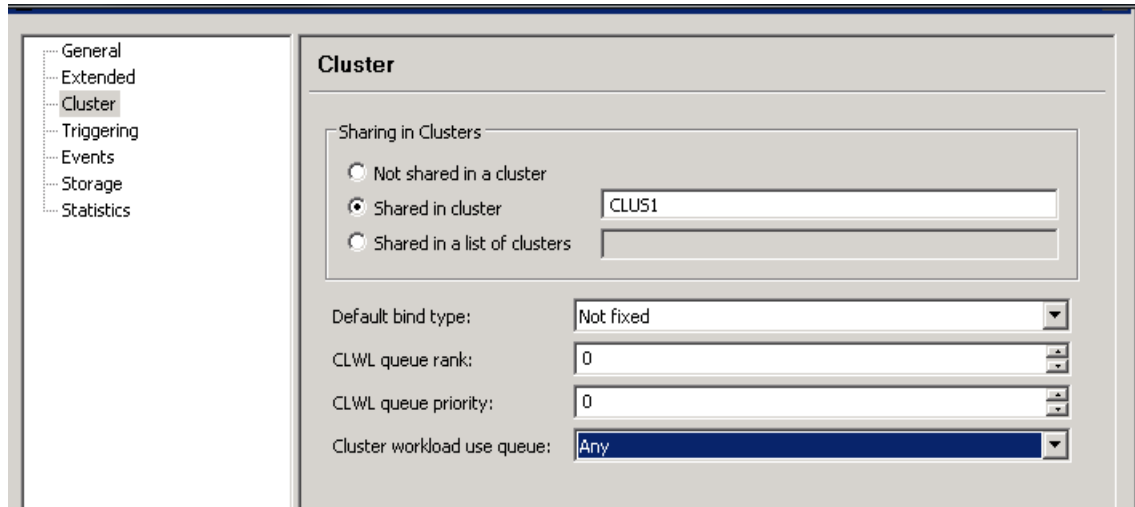 General
Extended
Cluster
Triggering
Events
Storage
Statistics
Cluster
Sharing in Clusters
Not shared in a cluster
Shared in cluster CLUS1
Shared in a list of clusters
Default bind type: Not fixed
CLWL queue rank: 0
CLWL queue priority: 0
Cluster workload use queue: Any